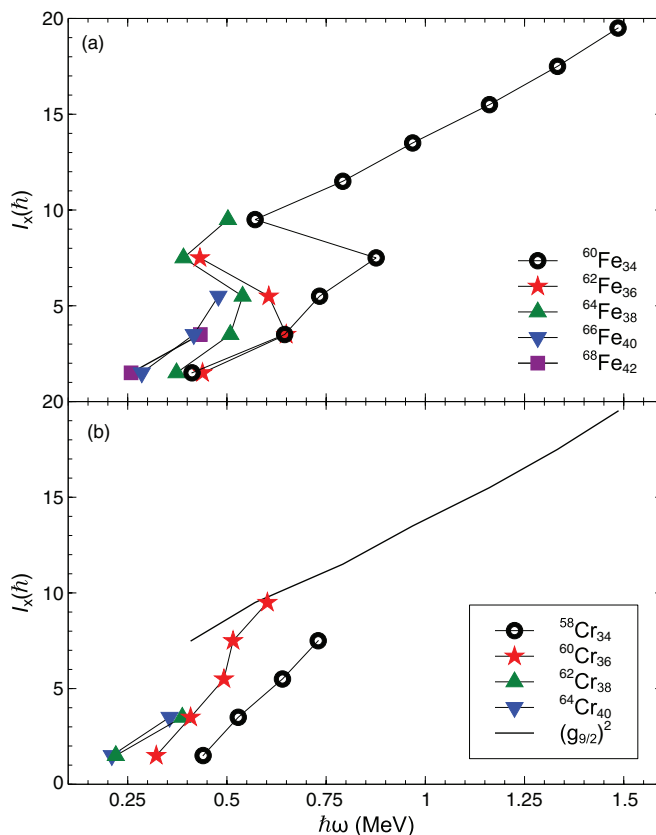 20
(a)
15
10
5
0
Iₓ(ℏ)
⁶⁰Fe₃₄
⁶²Fe₃₆
⁶⁴Fe₃₈
⁶⁶Fe₄₀
⁶⁸Fe₄₂
20
(b)
15
10
5
0
Iₓ(ℏ)
⁵⁸Cr₃₄
⁶⁰Cr₃₆
⁶²Cr₃₈
⁶⁴Cr₄₀
(g₉/₂)²
0.25 0.5 0.75 1 1.25 1.5
ℏω (MeV)